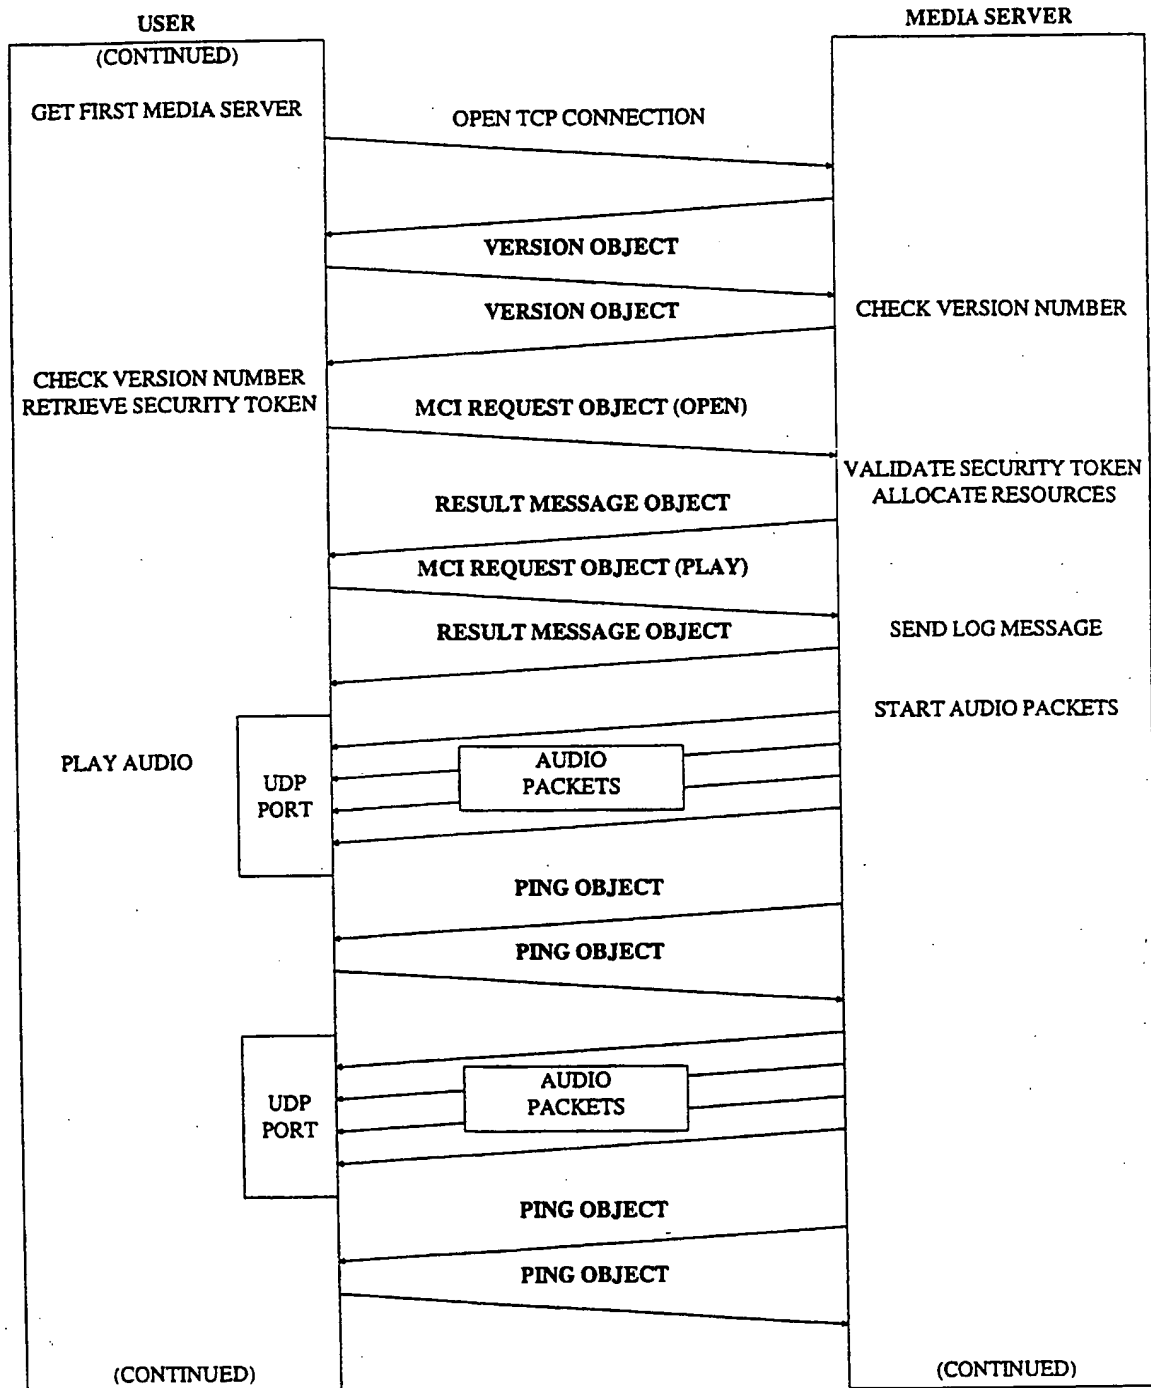 USER
MEDIA SERVER
(CONTINUED)
GET FIRST MEDIA SERVER
OPEN TCP CONNECTION
VERSION OBJECT
VERSION OBJECT
CHECK VERSION NUMBER
CHECK VERSION NUMBER
RETRIEVE SECURITY TOKEN
MCI REQUEST OBJECT (OPEN)
VALIDATE SECURITY TOKEN
ALLOCATE RESOURCES
RESULT MESSAGE OBJECT
MCI REQUEST OBJECT (PLAY)
RESULT MESSAGE OBJECT
SEND LOG MESSAGE
START AUDIO PACKETS
PLAY AUDIO
UDP
PORT
AUDIO
PACKETS
PING OBJECT
PING OBJECT
UDP
PORT
AUDIO
PACKETS
PING OBJECT
PING OBJECT
(CONTINUED)
(CONTINUED)